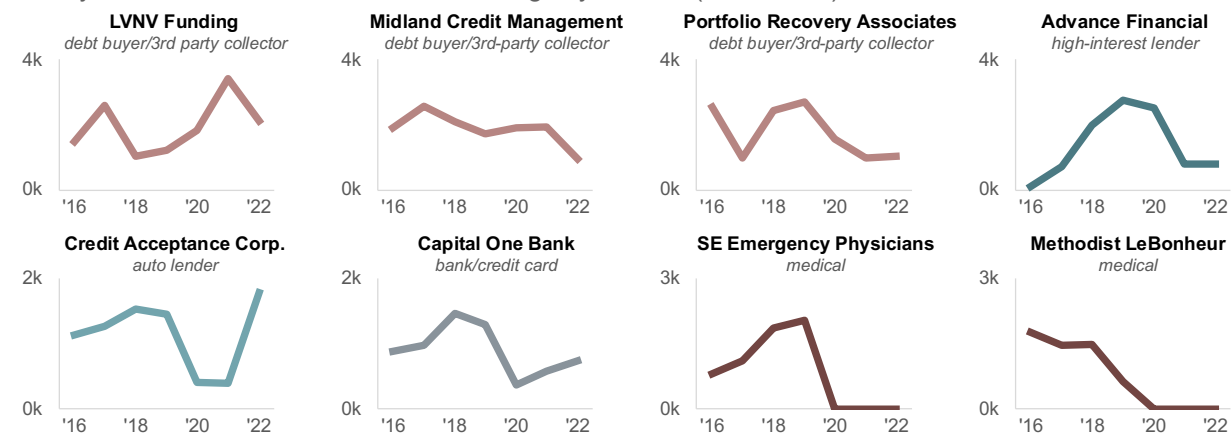 LVNV Funding
debt buyer/3rd party collector
4k
0k
'16 '18 '20 '22
Midland Credit Management
debt buyer/3rd-party collector
4k
0k
'16 '18 '20 '22
Portfolio Recovery Associates
debt buyer/3rd-party collector
4k
0k
'16 '18 '20 '22
Advance Financial
high-interest lender
4k
0k
'16 '18 '20 '22
Credit Acceptance Corp.
auto lender
2k
0k
'16 '18 '20 '22
Capital One Bank
bank/credit card
2k
0k
'16 '18 '20 '22
SE Emergency Physicians
medical
3k
0k
'16 '18 '20 '22
Methodist LeBonheur
medical
3k
0k
'16 '18 '20 '22